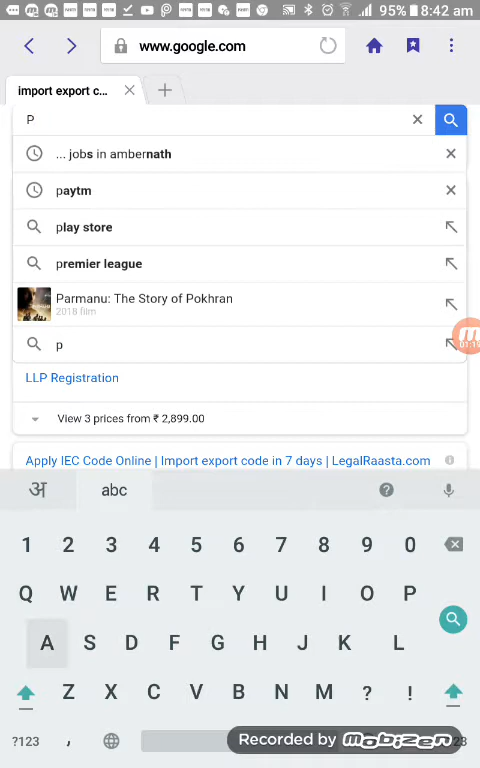 95% 8:42 am
www.google.com
import export c...
P
... jobs in ambernath
paytm
play store
premier league
Parmanu: The Story of Pokhran
2018 film
p
LLP Registration
View 3 prices from ₹ 2,899.00
Apply IEC Code Online | Import export code in 7 days | LegalRaasta.com
अ abc
1 2 3 4 5 6 7 8 9 0
Q W E R T Y U I O P
A S D F G H J K L
Z X C V B N M ? !
?123 ,
Recorded by mobizen